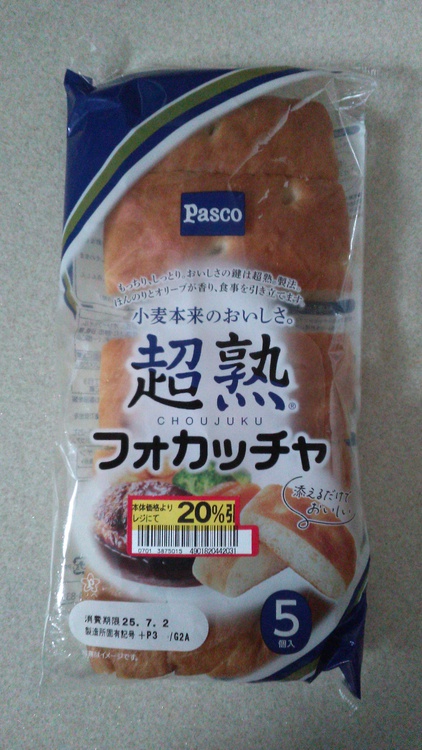 Pasco
もっちり、しっとり。おいしさの鍵は超熟®製法。
ほんのりとオリーブが香り、食事を引き立てます。
小麦本来のおいしさ。
超熟®
CHOUJUKU
フォカッチャ
添えるだけで
おいしい
本体価格より
レジにて
20%引
0701 3875015 4901820442031
消費期限 25. 7. 2
製造所固有記号 +P3 /G2A
5
個入